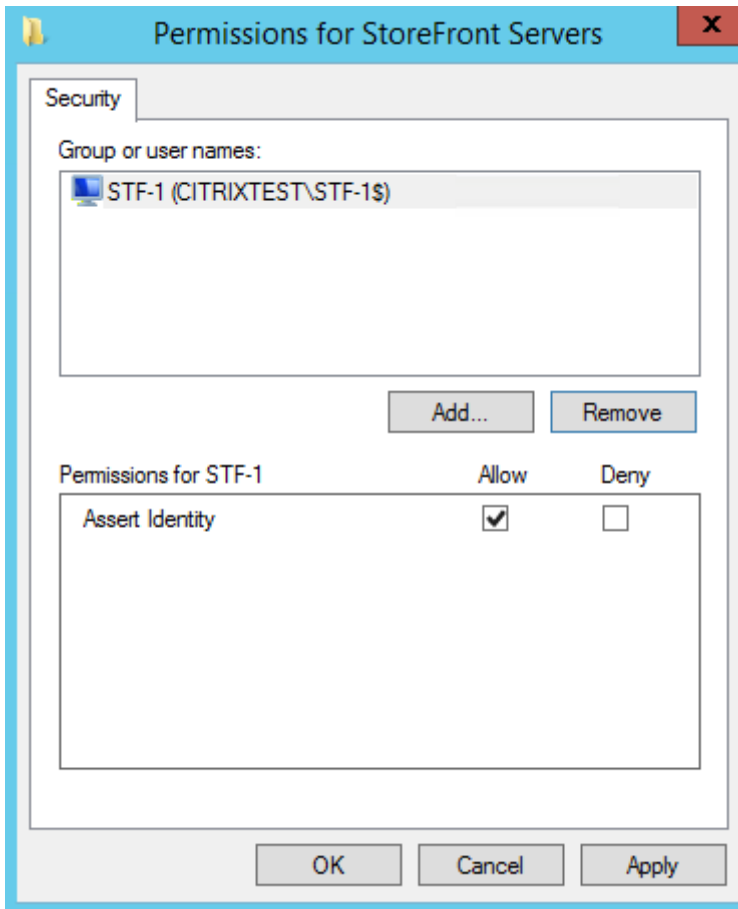 Permissions for StoreFront Servers
x
Security
Group or user names:
STF-1 (CITRIXTEST\STF-1$)
Add... Remove
Permissions for STF-1 Allow Deny
Assert Identity
OK Cancel Apply